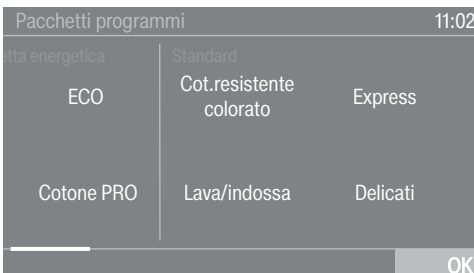 Pacchetti programmi 11:02
etta energetica Standard
ECO Cot.resistente colorato Express
Cotone PRO Lava/indossa Delicati
OK